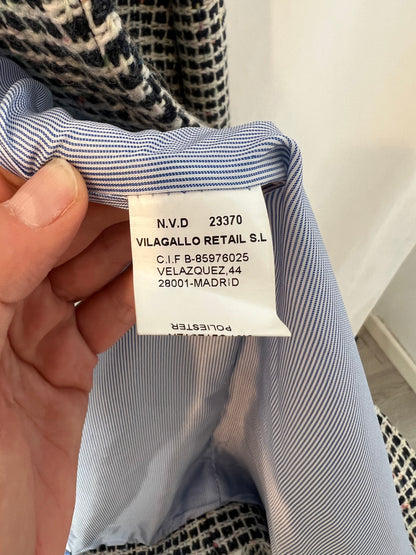 N.V.D 23370
VILAGALLO RETAIL S.L
C.I.F B-85976025
VELAZQUEZ,44
28001-MADRID
POLIESTER